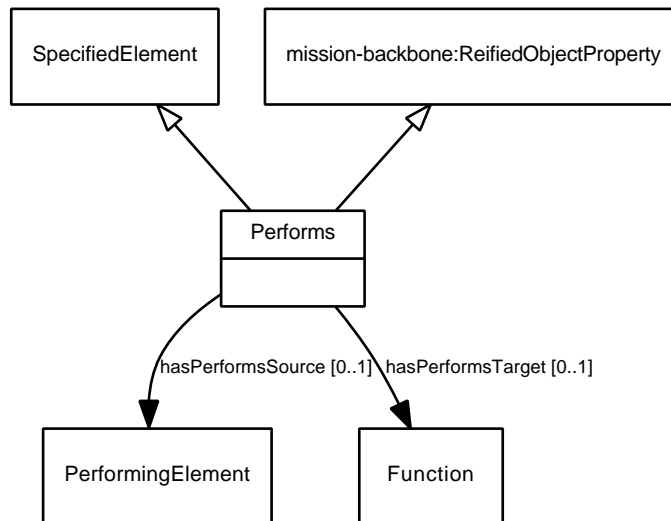 SpecifiedElement
mission-backbone:ReifiedObjectProperty
Performs
hasPerformsSource [0..1]
hasPerformsTarget [0..1]
PerformingElement
Function